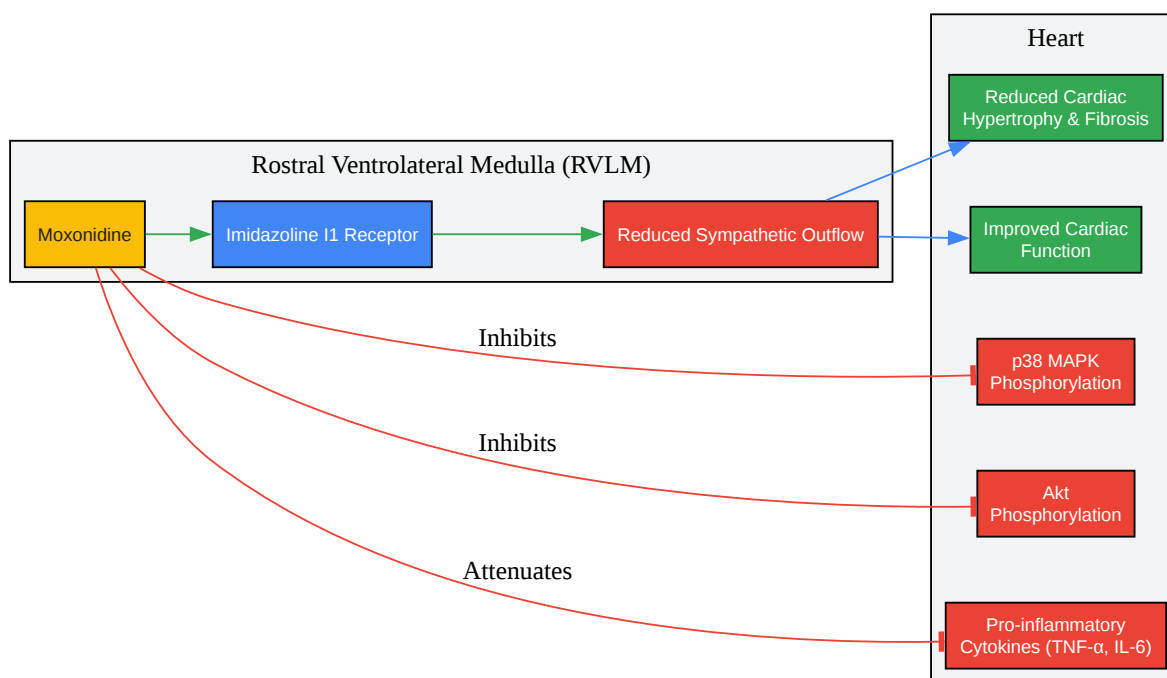 Heart
Reduced Cardiac
Hypertrophy & Fibrosis
Rostral Ventrolateral Medulla (RVLM)
Moxonidine
Imidazoline I1 Receptor
Reduced Sympathetic Outflow
Improved Cardiac
Function
Inhibits
p38 MAPK
Phosphorylation
Inhibits
Akt
Phosphorylation
Attenuates
Pro-inflammatory
Cytokines (TNF-α, IL-6)